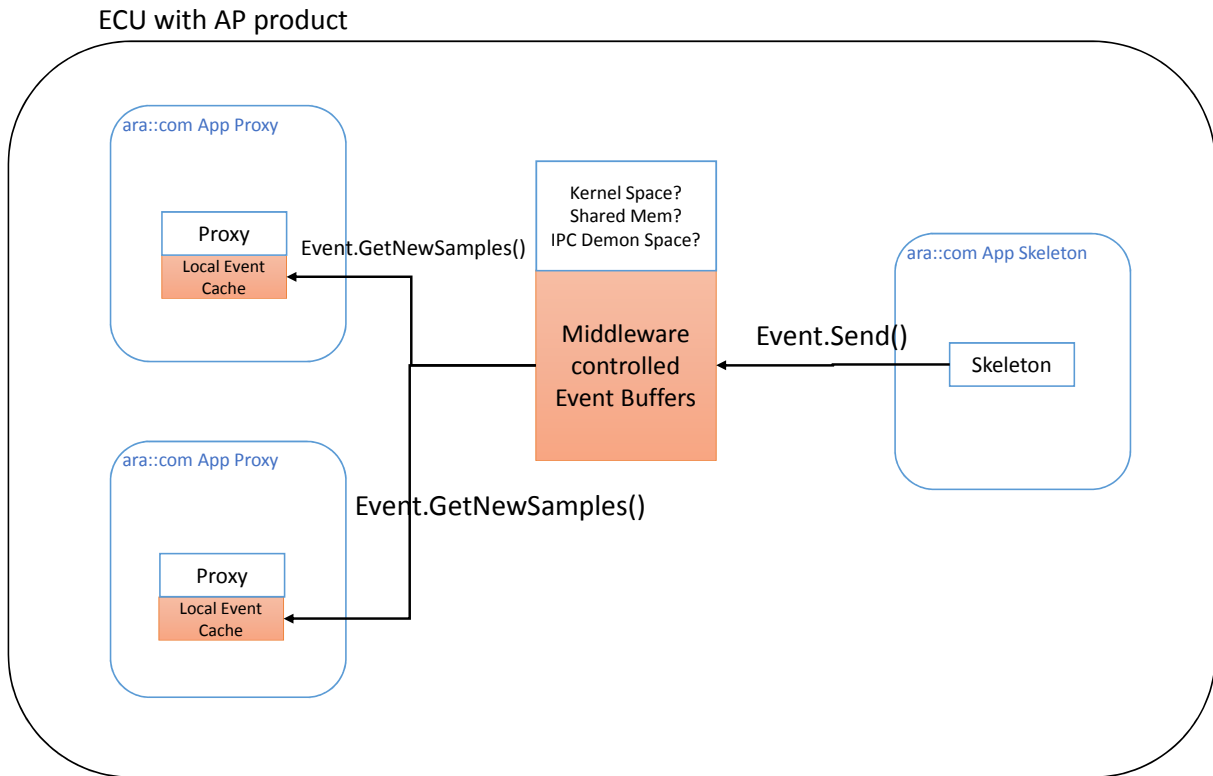 ECU with AP product
ara::com App Proxy
Proxy
Local Event
Cache
Event.GetNewSamples()
Kernel Space?
Shared Mem?
IPC Demon Space?
Middleware
controlled
Event Buffers
Event.Send()
ara::com App Skeleton
Skeleton
ara::com App Proxy
Event.GetNewSamples()
Proxy
Local Event
Cache